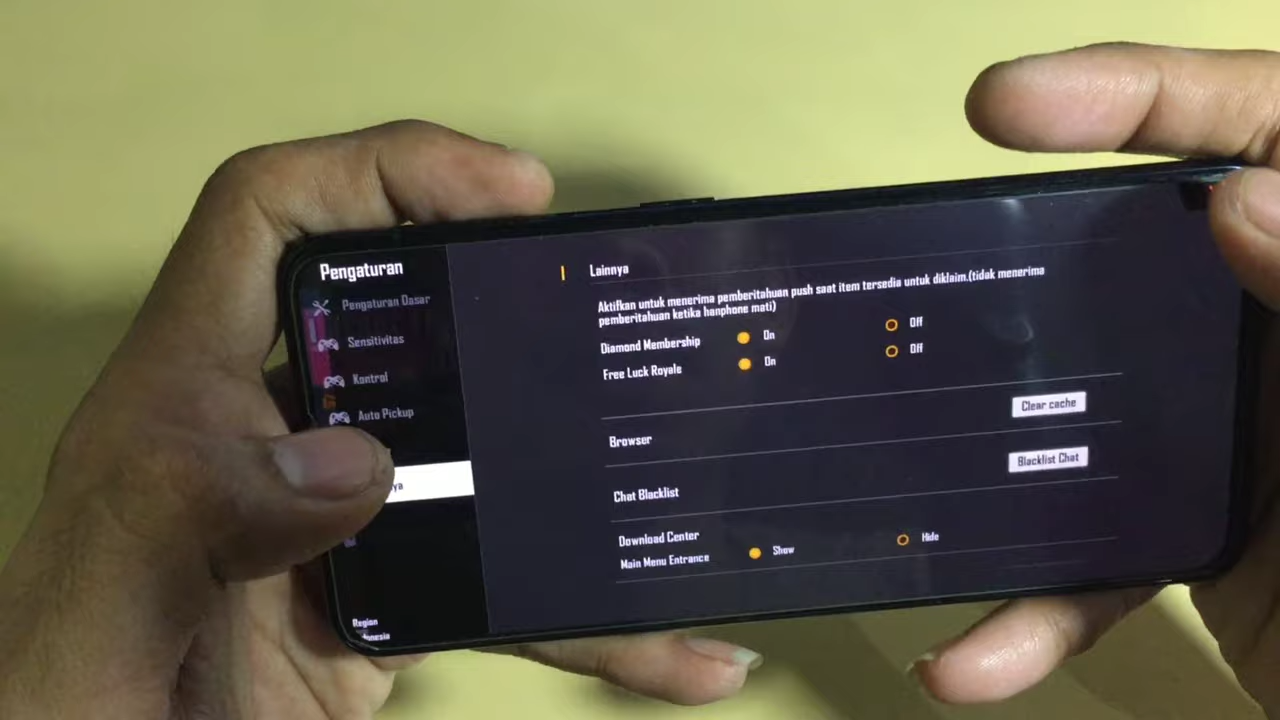 Pengaturan
Pengaturan Dasar
Sensitivitas
Kontrol
Auto Pickup
ya
Region
Lainnya
Aktifkan untuk menerima pemberitahuan push saat item tersedia untuk diklaim.(tidak menerima
pemberitahuan ketika hanphone mati)
Diamond Membership On Off
Free Luck Royale On Off
Clear cache
Browser
Blacklist Chat
Chat Blacklist
Download Center
Main Menu Entrance Show Hide